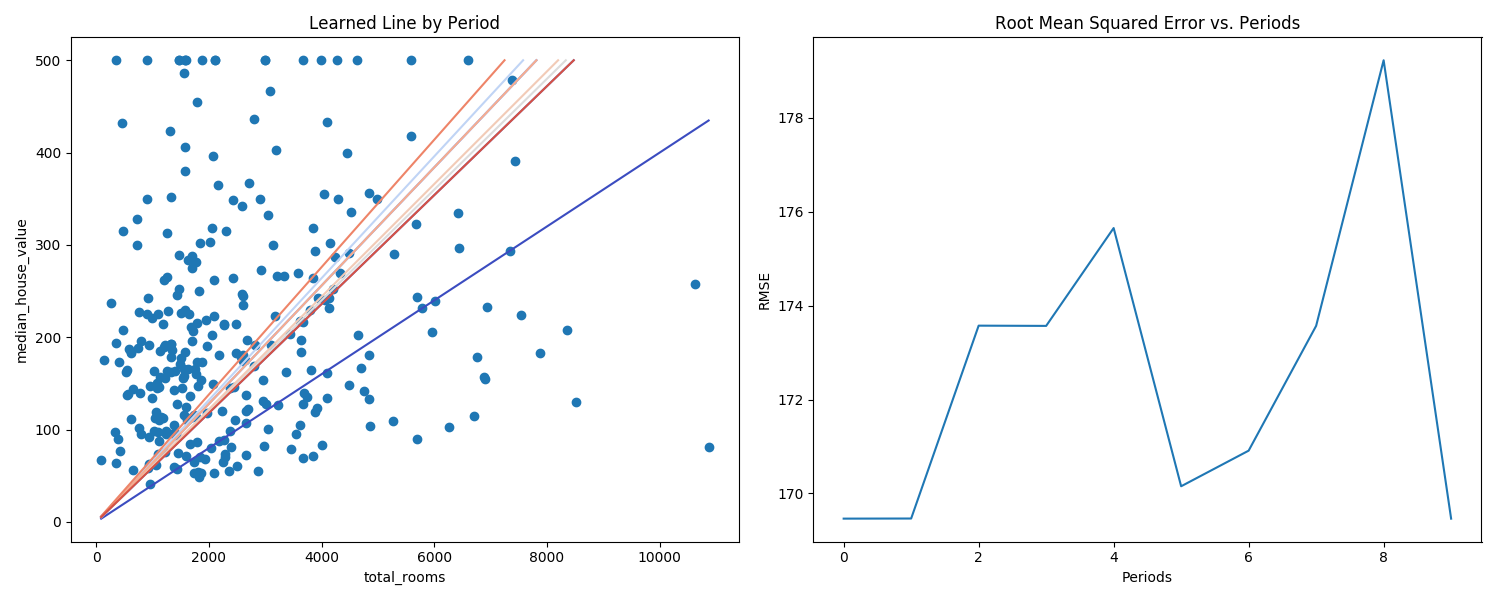 Learned Line by Period
500
400
300
200
100
0
median_house_value
0 2000 4000 6000 8000 10000
total_rooms
Root Mean Squared Error vs. Periods
178
176
174
172
170
RMSE
0 2 4 6 8
Periods